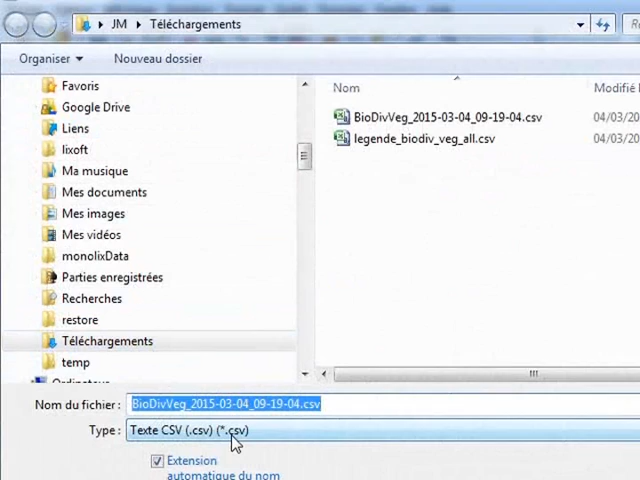 JM ▸ Téléchargements
Organiser Nouveau dossier
Favoris
Google Drive
Liens
lixoft
Ma musique
Mes documents
Mes images
Mes vidéos
monolixData
Parties enregistrées
Recherches
restore
Téléchargements
temp
Ordinateur
Nom Modifié
BioDivVeg_2015-03-04_09-19-04.csv 04/03/20
legende_biodiv_veg_all.csv 04/03/20
Nom du fichier : BioDivVeg_2015-03-04_09-19-04.csv
Type : Texte CSV (.csv) (*.csv)
Extension
automatique du nom